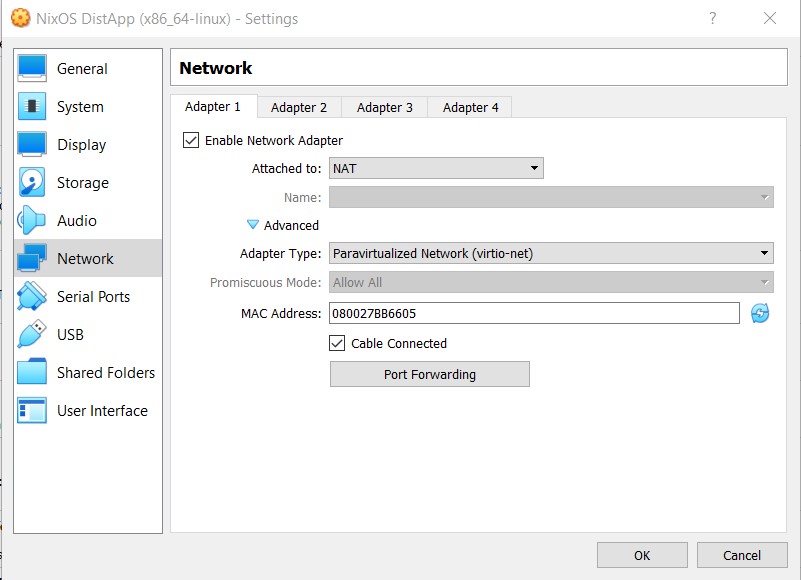 NixOS DistApp (x86_64-linux) - Settings
?
General
System
Display
Storage
Audio
Network
Serial Ports
USB
Shared Folders
User Interface
Network
Adapter 1 Adapter 2 Adapter 3 Adapter 4
Enable Network Adapter
Attached to: NAT
Name:
Advanced
Adapter Type: Paravirtualized Network (virtio-net)
Promiscuous Mode: Allow All
MAC Address: 080027BB6605
Cable Connected
Port Forwarding
OK Cancel